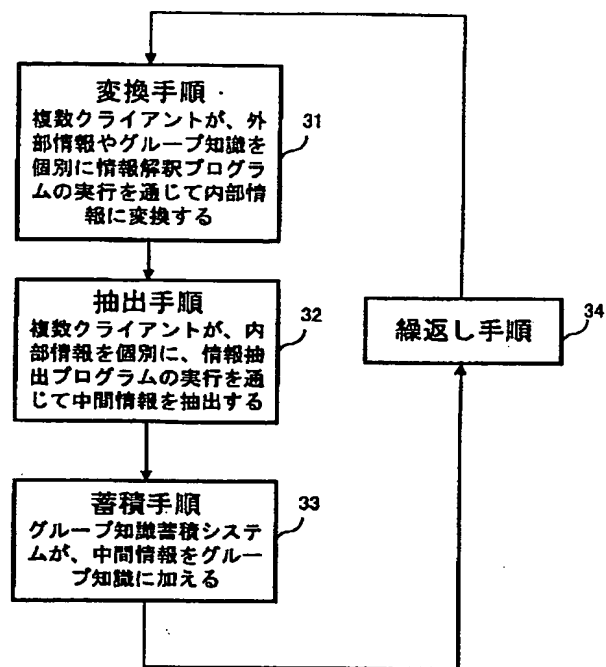 変換手順
複数クライアントが、外
部情報やグループ知識を
個別に情報解釈プログラ
ムの実行を通じて内部情
報に変換する
31
抽出手順
複数クライアントが、内
部情報を個別に、情報抽
出プログラムの実行を通
じて中間情報を抽出する
32
蓄積手順
グループ知識蓄積システ
ムが、中間情報をグルー
プ知識に加える
33
繰返し手順
34